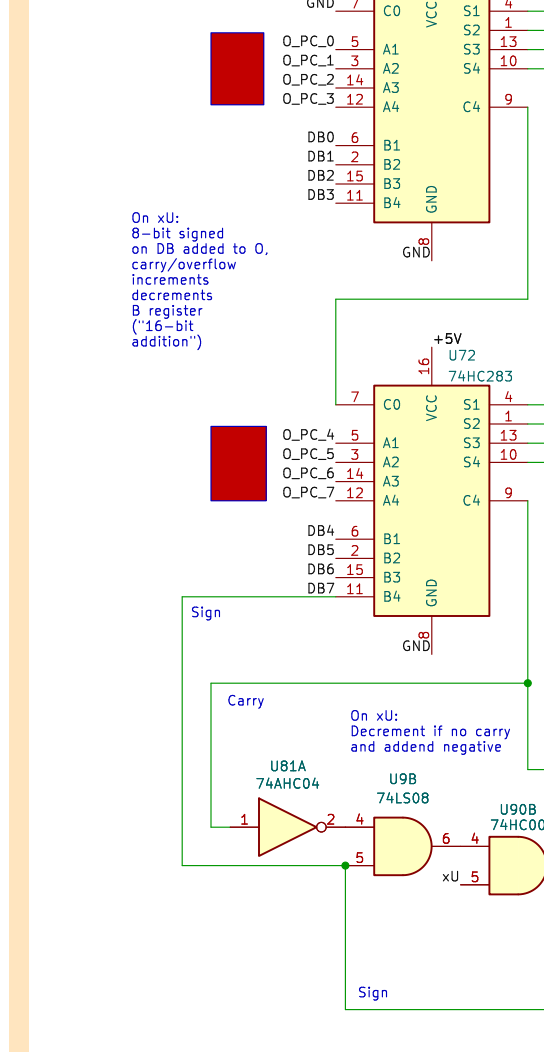 GND 7 C0 VCC S1 4
S2 1
O_PC_0 5 A1 S3 13
O_PC_1 3 A2 S4 10
O_PC_2 14 A3
O_PC_3 12 A4 C4 9
DB0 6 B1
DB1 2 B2
DB2 15 B3
DB3 11 B4 GND
8
GND
On xU:
8-bit signed
on DB added to O,
carry/overflow
increments
decrements
B register
("16-bit
addition")
+5V
16 U72
74HC283
7 C0 VCC S1 4
S2 1
O_PC_4 5 A1 S3 13
O_PC_5 3 A2 S4 10
O_PC_6 14 A3
O_PC_7 12 A4 C4 9
DB4 6 B1
DB5 2 B2
DB6 15 B3
DB7 11 B4 GND
Sign
8
GND
Carry
On xU:
Decrement if no carry
and addend negative
U81A
74AHC04
U9B
74LS08
U90B
74HC00
1 2 4
5 6 4
xU 5
Sign